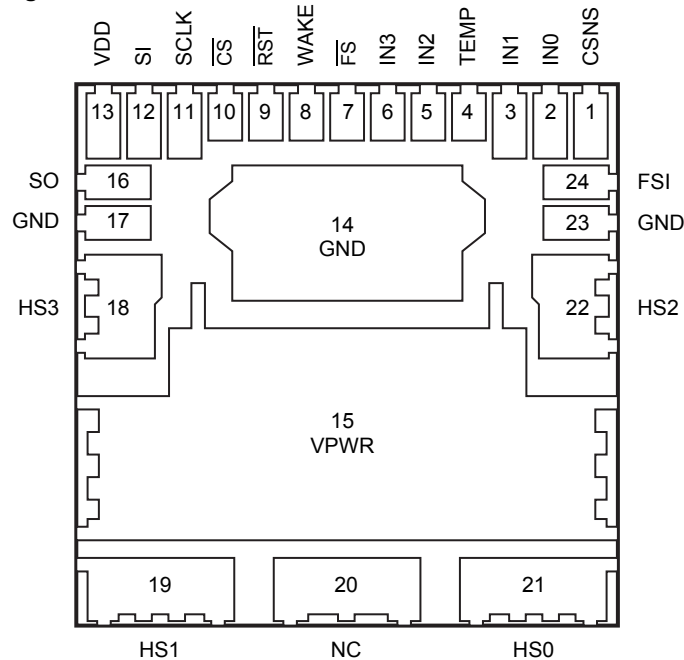 g
VDD
SI
SCLK
CS
RST
WAKE
FS
IN3
IN2
TEMP
IN1
IN0
CSNS
13 12 11 10 9 8 7 6 5 4 3 2 1
SO 16 24 FSI
GND 17 23 GND
14
GND
HS3 18 22 HS2
15
VPWR
19 20 21
HS1 NC HS0